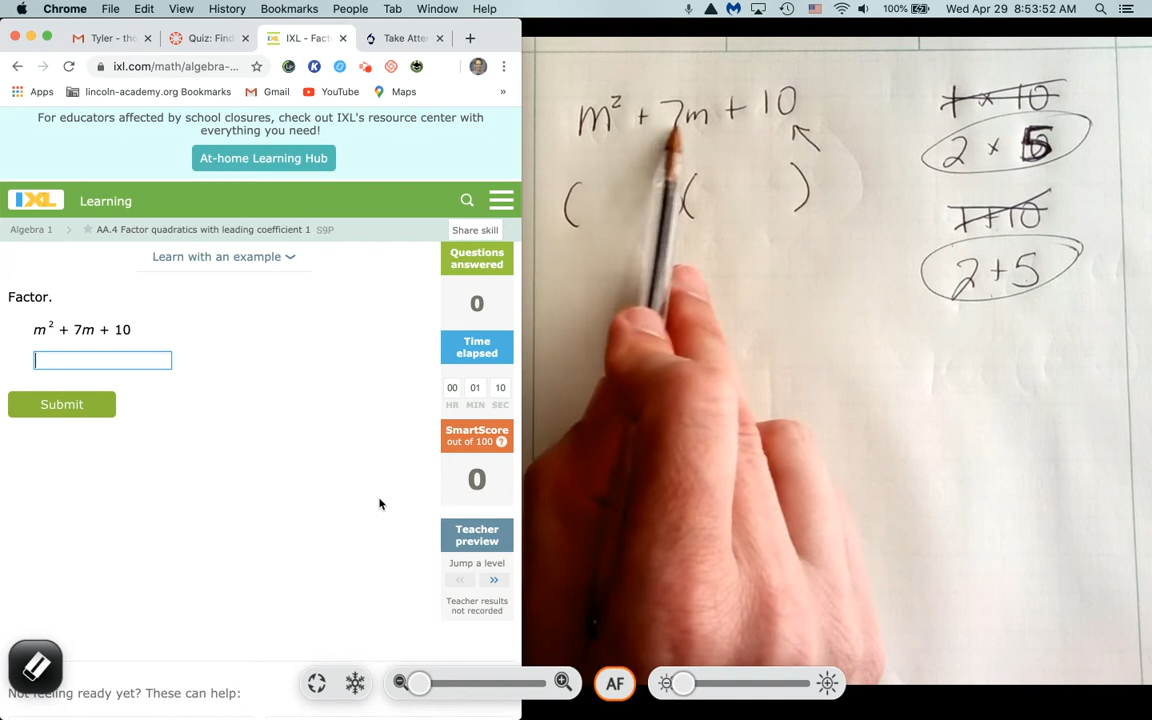 Chrome File Edit View History Bookmarks People Tab Window Help 100% Wed Apr 29 8:53:52 AM
Tyler - tho Quiz: Find IXL - Fact Take Atte
ixl.com/math/algebra-...
Apps lincoln-academy.org Bookmarks Gmail YouTube Maps »
For educators affected by school closures, check out IXL's resource center with
everything you need!
At-home Learning Hub
IXL Learning
Algebra 1 > AA.4 Factor quadratics with leading coefficient 1 S9P Share skill
Learn with an example
Questions
answered
0
Factor.
m² + 7m + 10
Submit
Time
elapsed
00 01 10
HR MIN SEC
SmartScore
out of 100 ?
0
Teacher
preview
Jump a level
<< >>
Teacher results
not recorded
Not feeling ready yet? These can help:
AF
m² + 7m + 10
( )( )
1 × 10
2 × 5
1 + 10
2 + 5